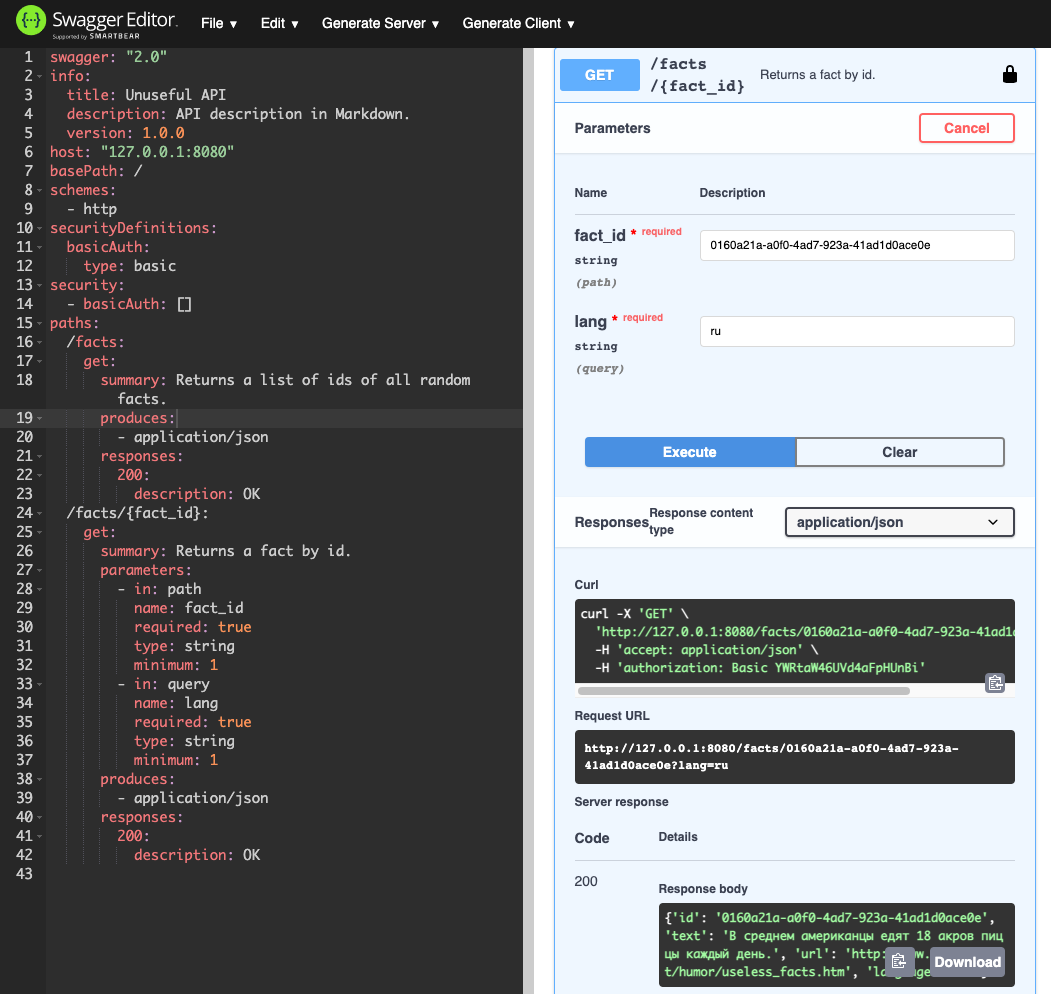 Swagger Editor.
Supported by SMARTBEAR
File ▼ Edit ▼ Generate Server ▼ Generate Client ▼
1 swagger: "2.0"
2 info:
3 title: Unuseful API
4 description: API description in Markdown.
5 version: 1.0.0
6 host: "127.0.0.1:8080"
7 basePath: /
8 schemes:
9 - http
10 securityDefinitions:
11 basicAuth:
12 type: basic
13 security:
14 - basicAuth: []
15 paths:
16 /facts:
17 get:
18 summary: Returns a list of ids of all random
facts.
19 produces:
20 - application/json
21 responses:
22 200:
23 description: OK
24 /facts/{fact_id}:
25 get:
26 summary: Returns a fact by id.
27 parameters:
28 - in: path
29 name: fact_id
30 required: true
31 type: string
32 minimum: 1
33 - in: query
34 name: lang
35 required: true
36 type: string
37 minimum: 1
38 produces:
39 - application/json
40 responses:
41 200:
42 description: OK
43
GET /facts
/{fact_id} Returns a fact by id.
Parameters Cancel
Name Description
fact_id * required
string
(path)
0160a21a-a0f0-4ad7-923a-41ad1d0ace0e
lang * required
string
(query)
ru
Execute Clear
Responses Response content
type
application/json
Curl
curl -X 'GET' \
'http://127.0.0.1:8080/facts/0160a21a-a0f0-4ad7-923a-41ad1
-H 'accept: application/json' \
-H 'authorization: Basic YWRtaW46UVd4aFpHUnBi'
Request URL
http://127.0.0.1:8080/facts/0160a21a-a0f0-4ad7-923a-
41ad1d0ace0e?lang=ru
Server response
Code Details
200
Response body
{'id': '0160a21a-a0f0-4ad7-923a-41ad1d0ace0e',
'text': 'В среднем американцы едят 18 акров пиц
цы каждый день.', 'url': 'http:
t/humor/useless_facts.htm',
Download